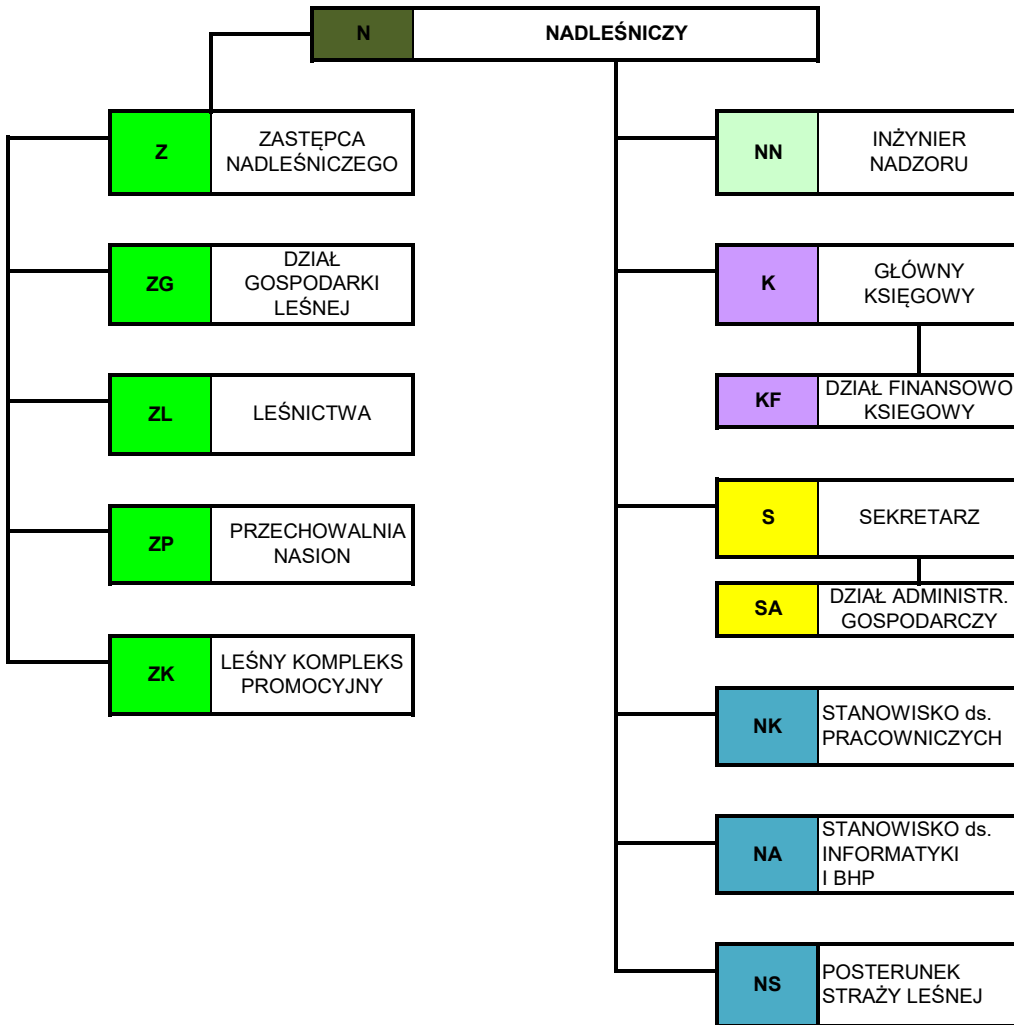 N
NADLEŚNICZY
Z
ZASTĘPCA
NADLEŚNICZEGO
ZG
DZIAŁ
GOSPODARKI
LEŚNEJ
ZL
LEŚNICTWA
ZP
PRZECHOWALNIA
NASION
ZK
LEŚNY KOMPLEKS
PROMOCYJNY
NN
INŻYNIER
NADZORU
K
GŁÓWNY
KSIĘGOWY
KF
DZIAŁ FINANSOWO
KSIEGOWY
S
SEKRETARZ
SA
DZIAŁ ADMINISTR.
GOSPODARCZY
NK
STANOWISKO ds.
PRACOWNICZYCH
NA
STANOWISKO ds.
INFORMATYKI
I BHP
NS
POSTERUNEK
STRAŻY LEŚNEJ